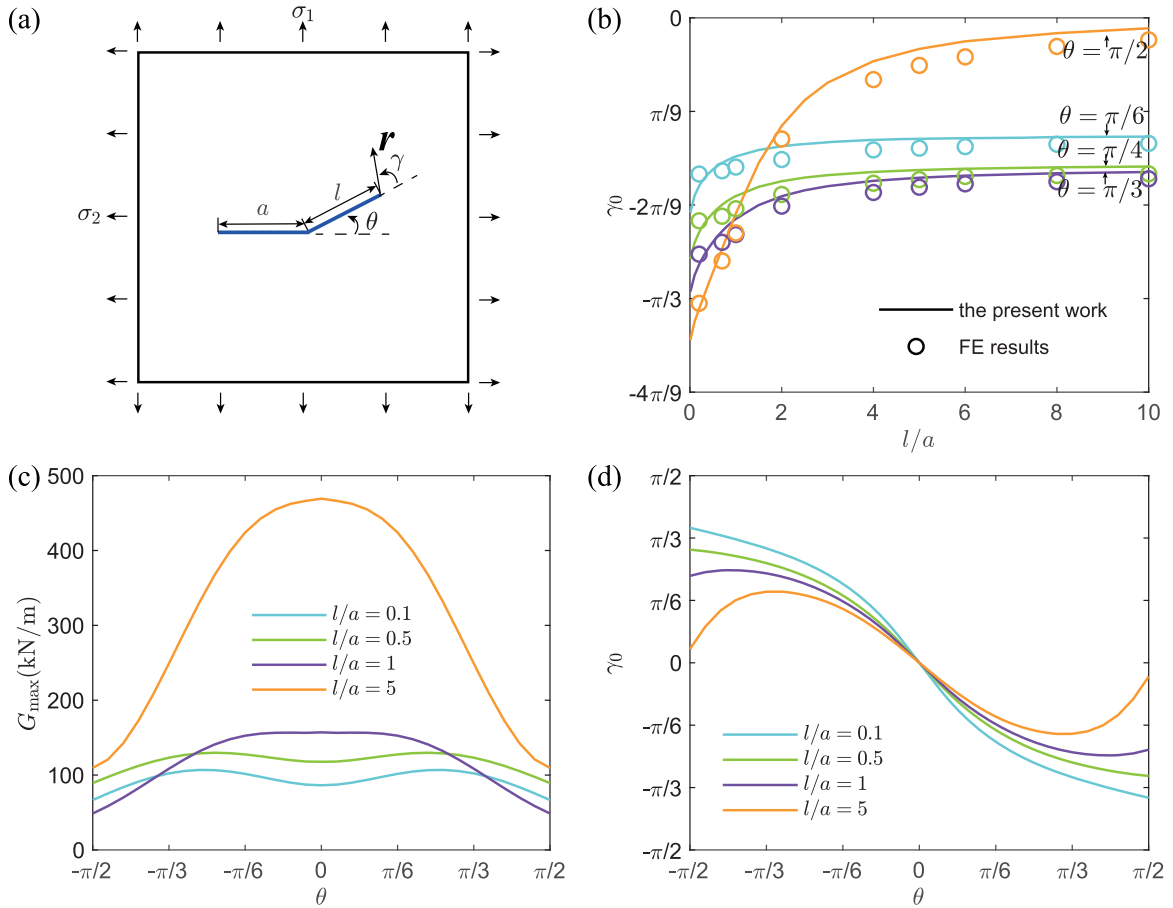 (a)
σ1
σ2
a
l
r
γ
θ
(b)
0
π/9
-2π/9
-π/3
-4π/9
γ0
0
2
4
6
8
10
l/a
θ = π/2
θ = π/6
θ = π/4
θ = π/3
the present work
FE results
(c)
500
400
300
200
100
0
Gmax(kN/m)
-π/2
-π/3
-π/6
0
π/6
π/3
π/2
θ
l/a = 0.1
l/a = 0.5
l/a = 1
l/a = 5
(d)
π/2
π/3
π/6
0
-π/6
-π/3
-π/2
γ0
-π/2
-π/3
-π/6
0
π/6
π/3
π/2
θ
l/a = 0.1
l/a = 0.5
l/a = 1
l/a = 5